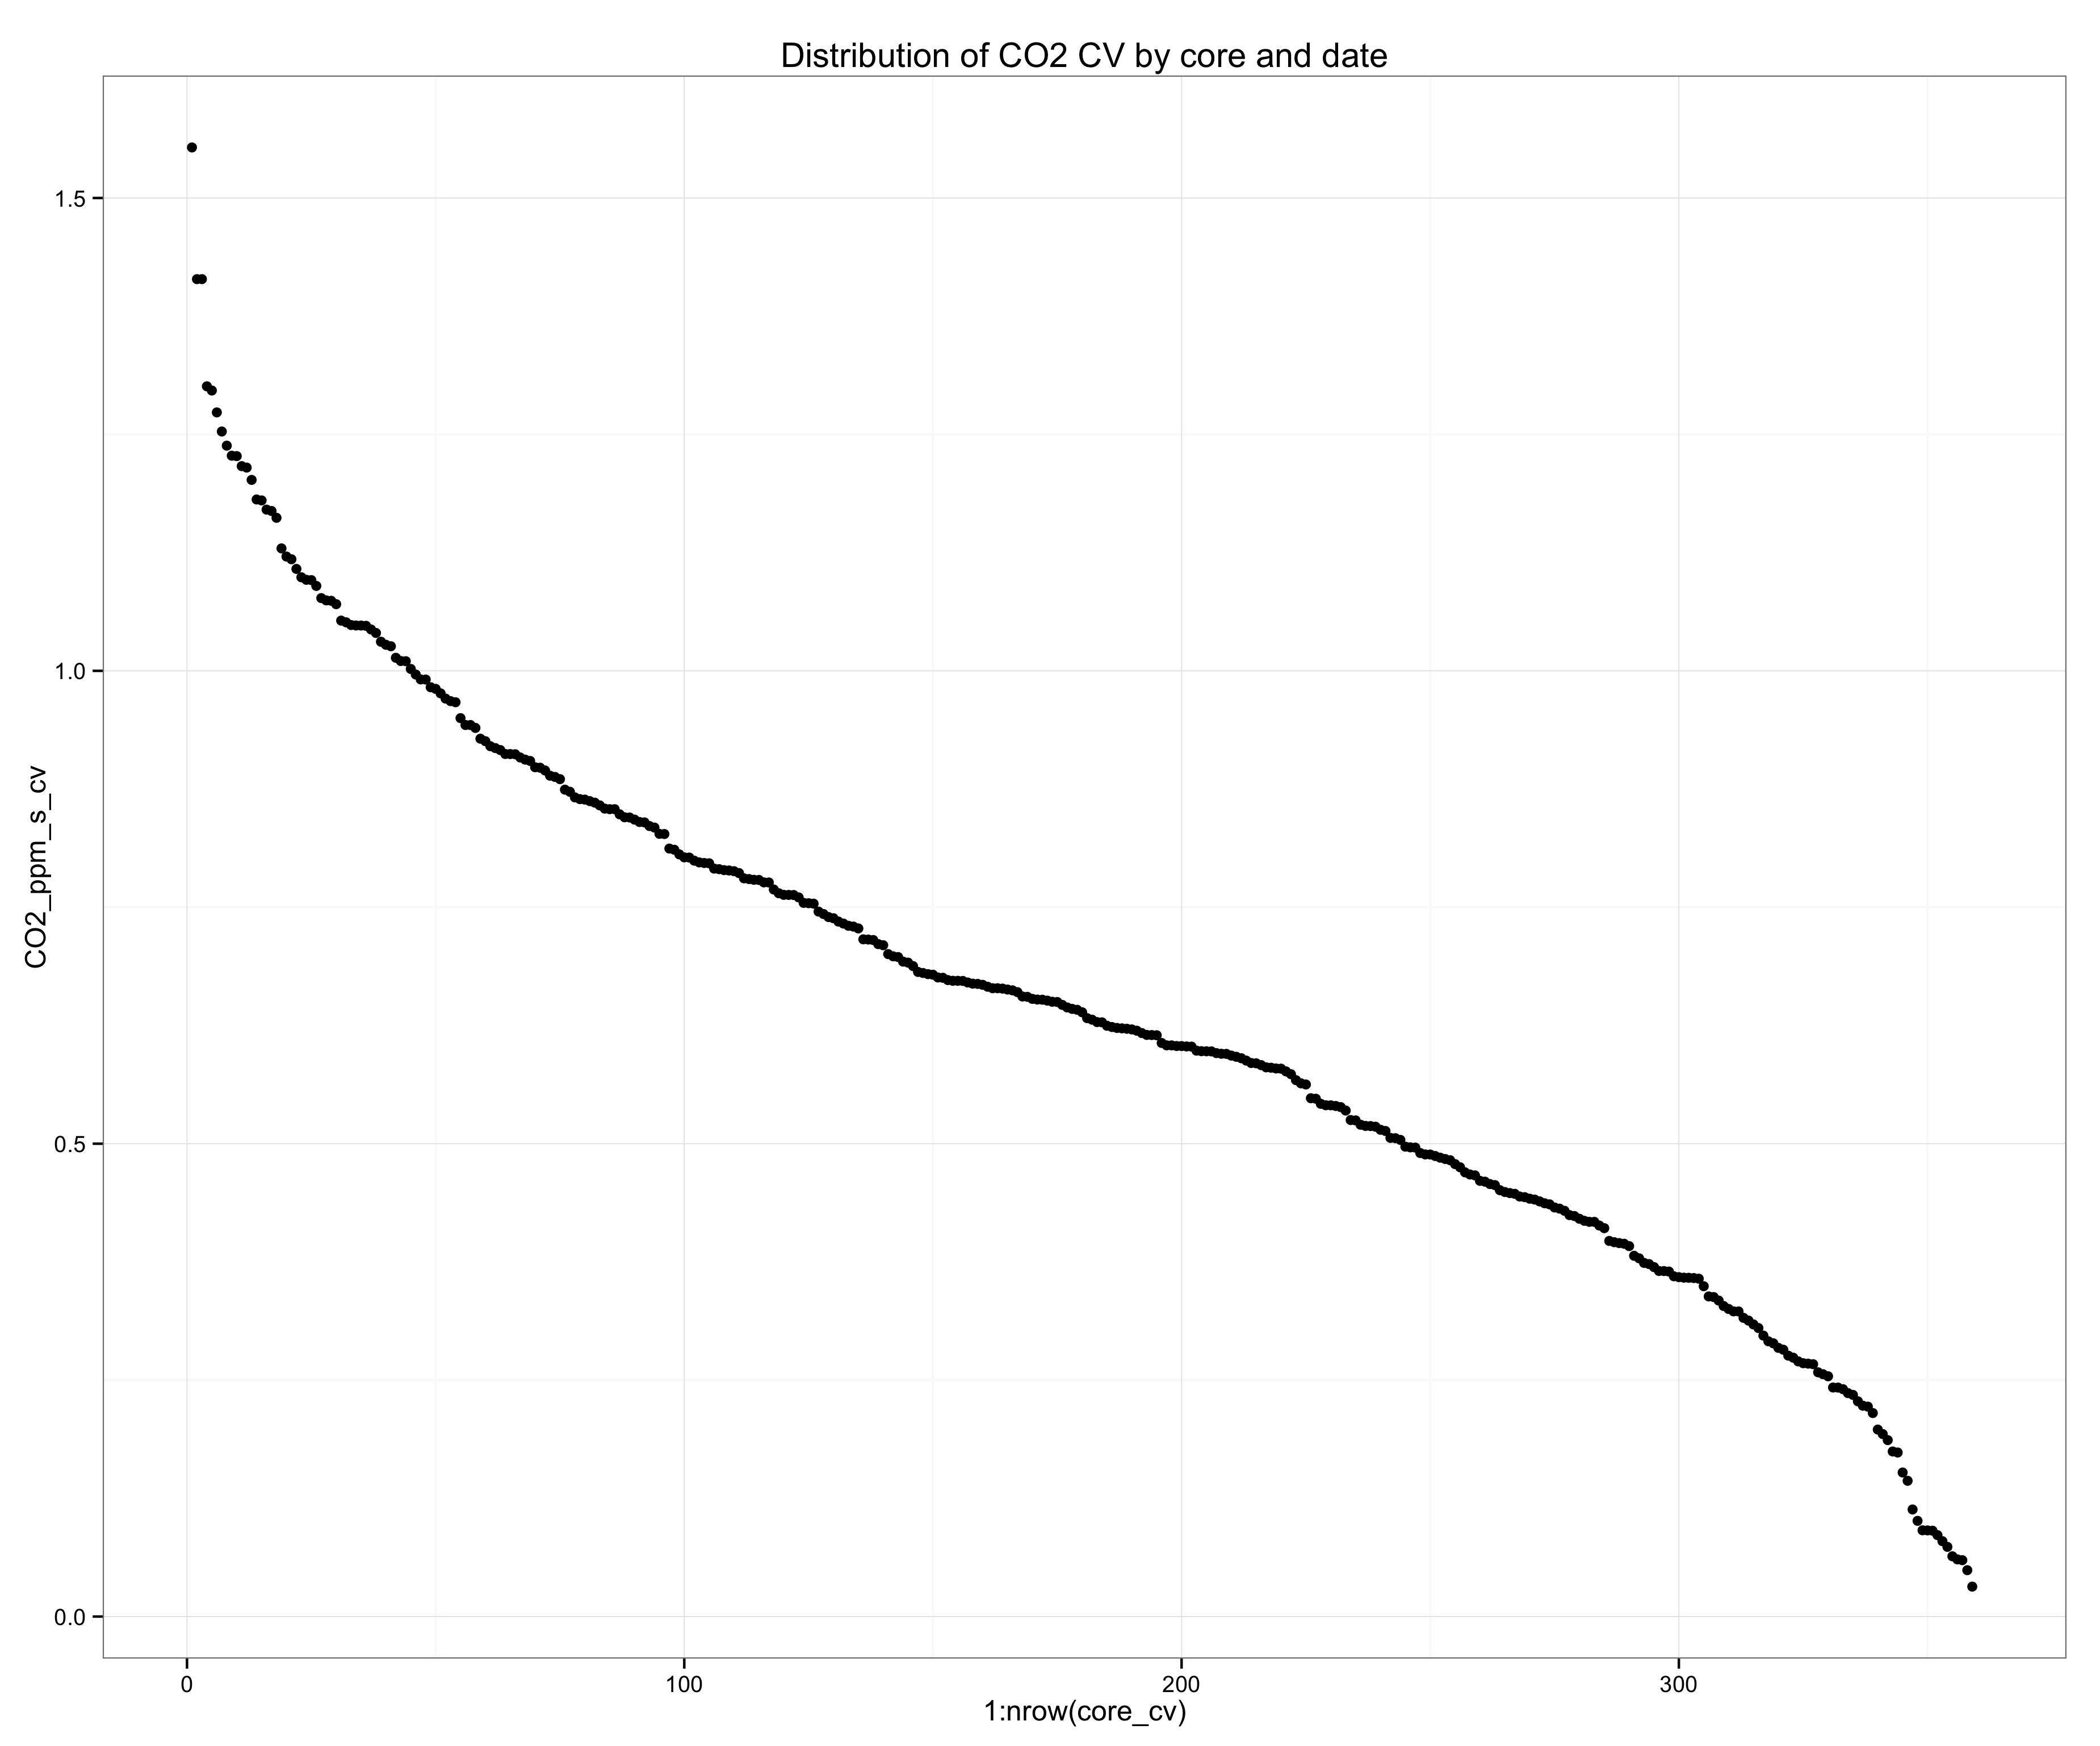 Distribution of CO2 CV by core and date
CO2_ppm_s_cv
1.5
1.0
0.5
0.0
0 100 200 300
1:nrow(core_cv)